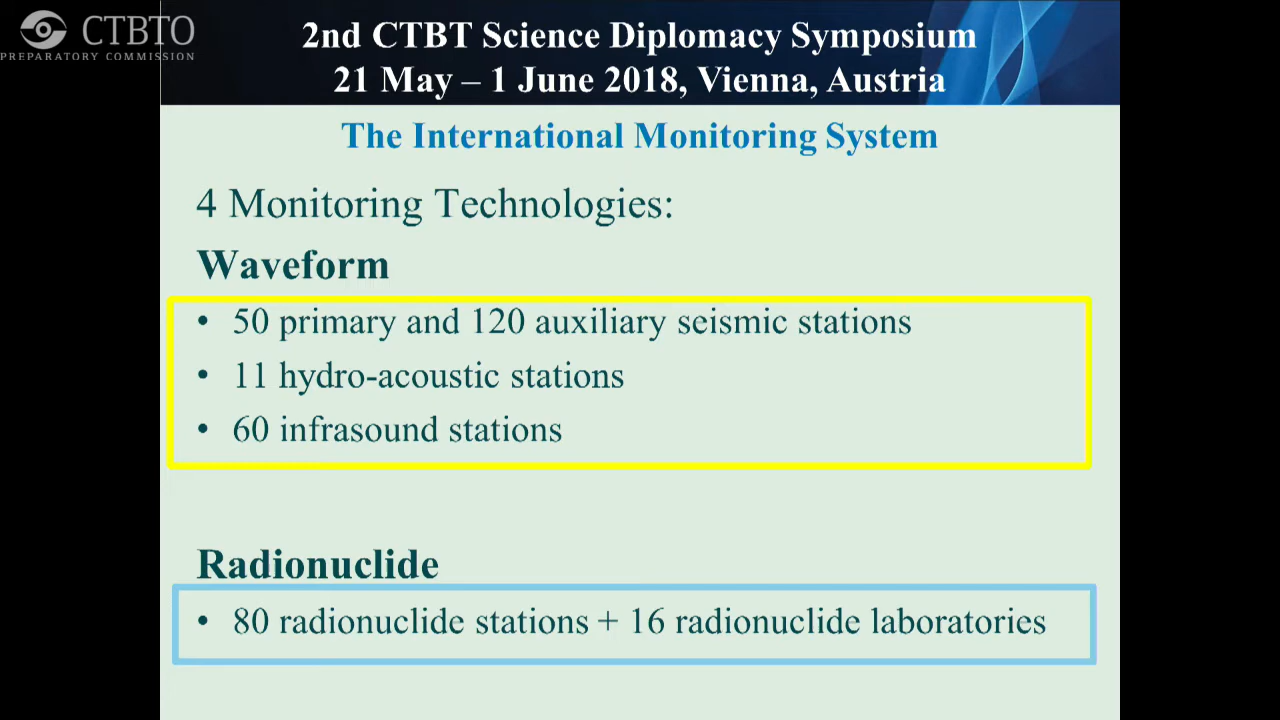 CTBTO
PREPARATORY COMMISSION
2nd CTBT Science Diplomacy Symposium
21 May – 1 June 2018, Vienna, Austria
The International Monitoring System
4 Monitoring Technologies:
Waveform
• 50 primary and 120 auxiliary seismic stations
• 11 hydro-acoustic stations
• 60 infrasound stations
Radionuclide
• 80 radionuclide stations + 16 radionuclide laboratories